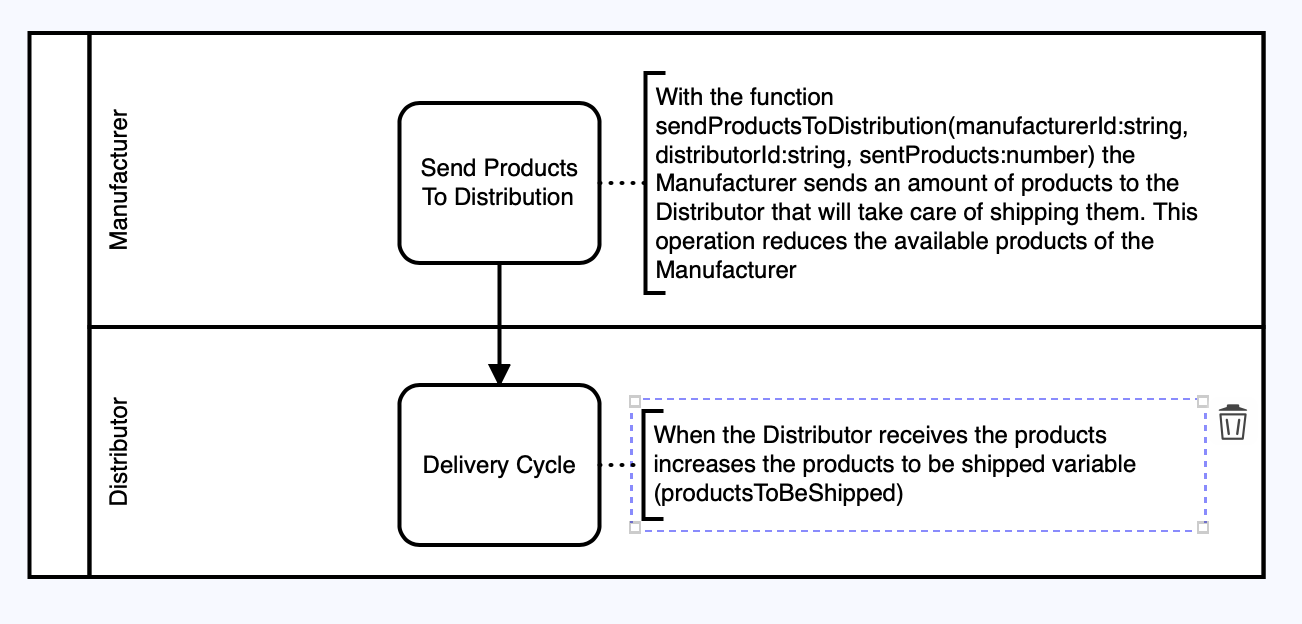 Manufacturer
Send Products
To Distribution
With the function
sendProductsToDistribution(manufacturerId:string,
distributorId:string, sentProducts:number) the
Manufacturer sends an amount of products to the
Distributor that will take care of shipping them. This
operation reduces the available products of the
Manufacturer
Distributor
Delivery Cycle
When the Distributor receives the products
increases the products to be shipped variable
(productsToBeShipped)